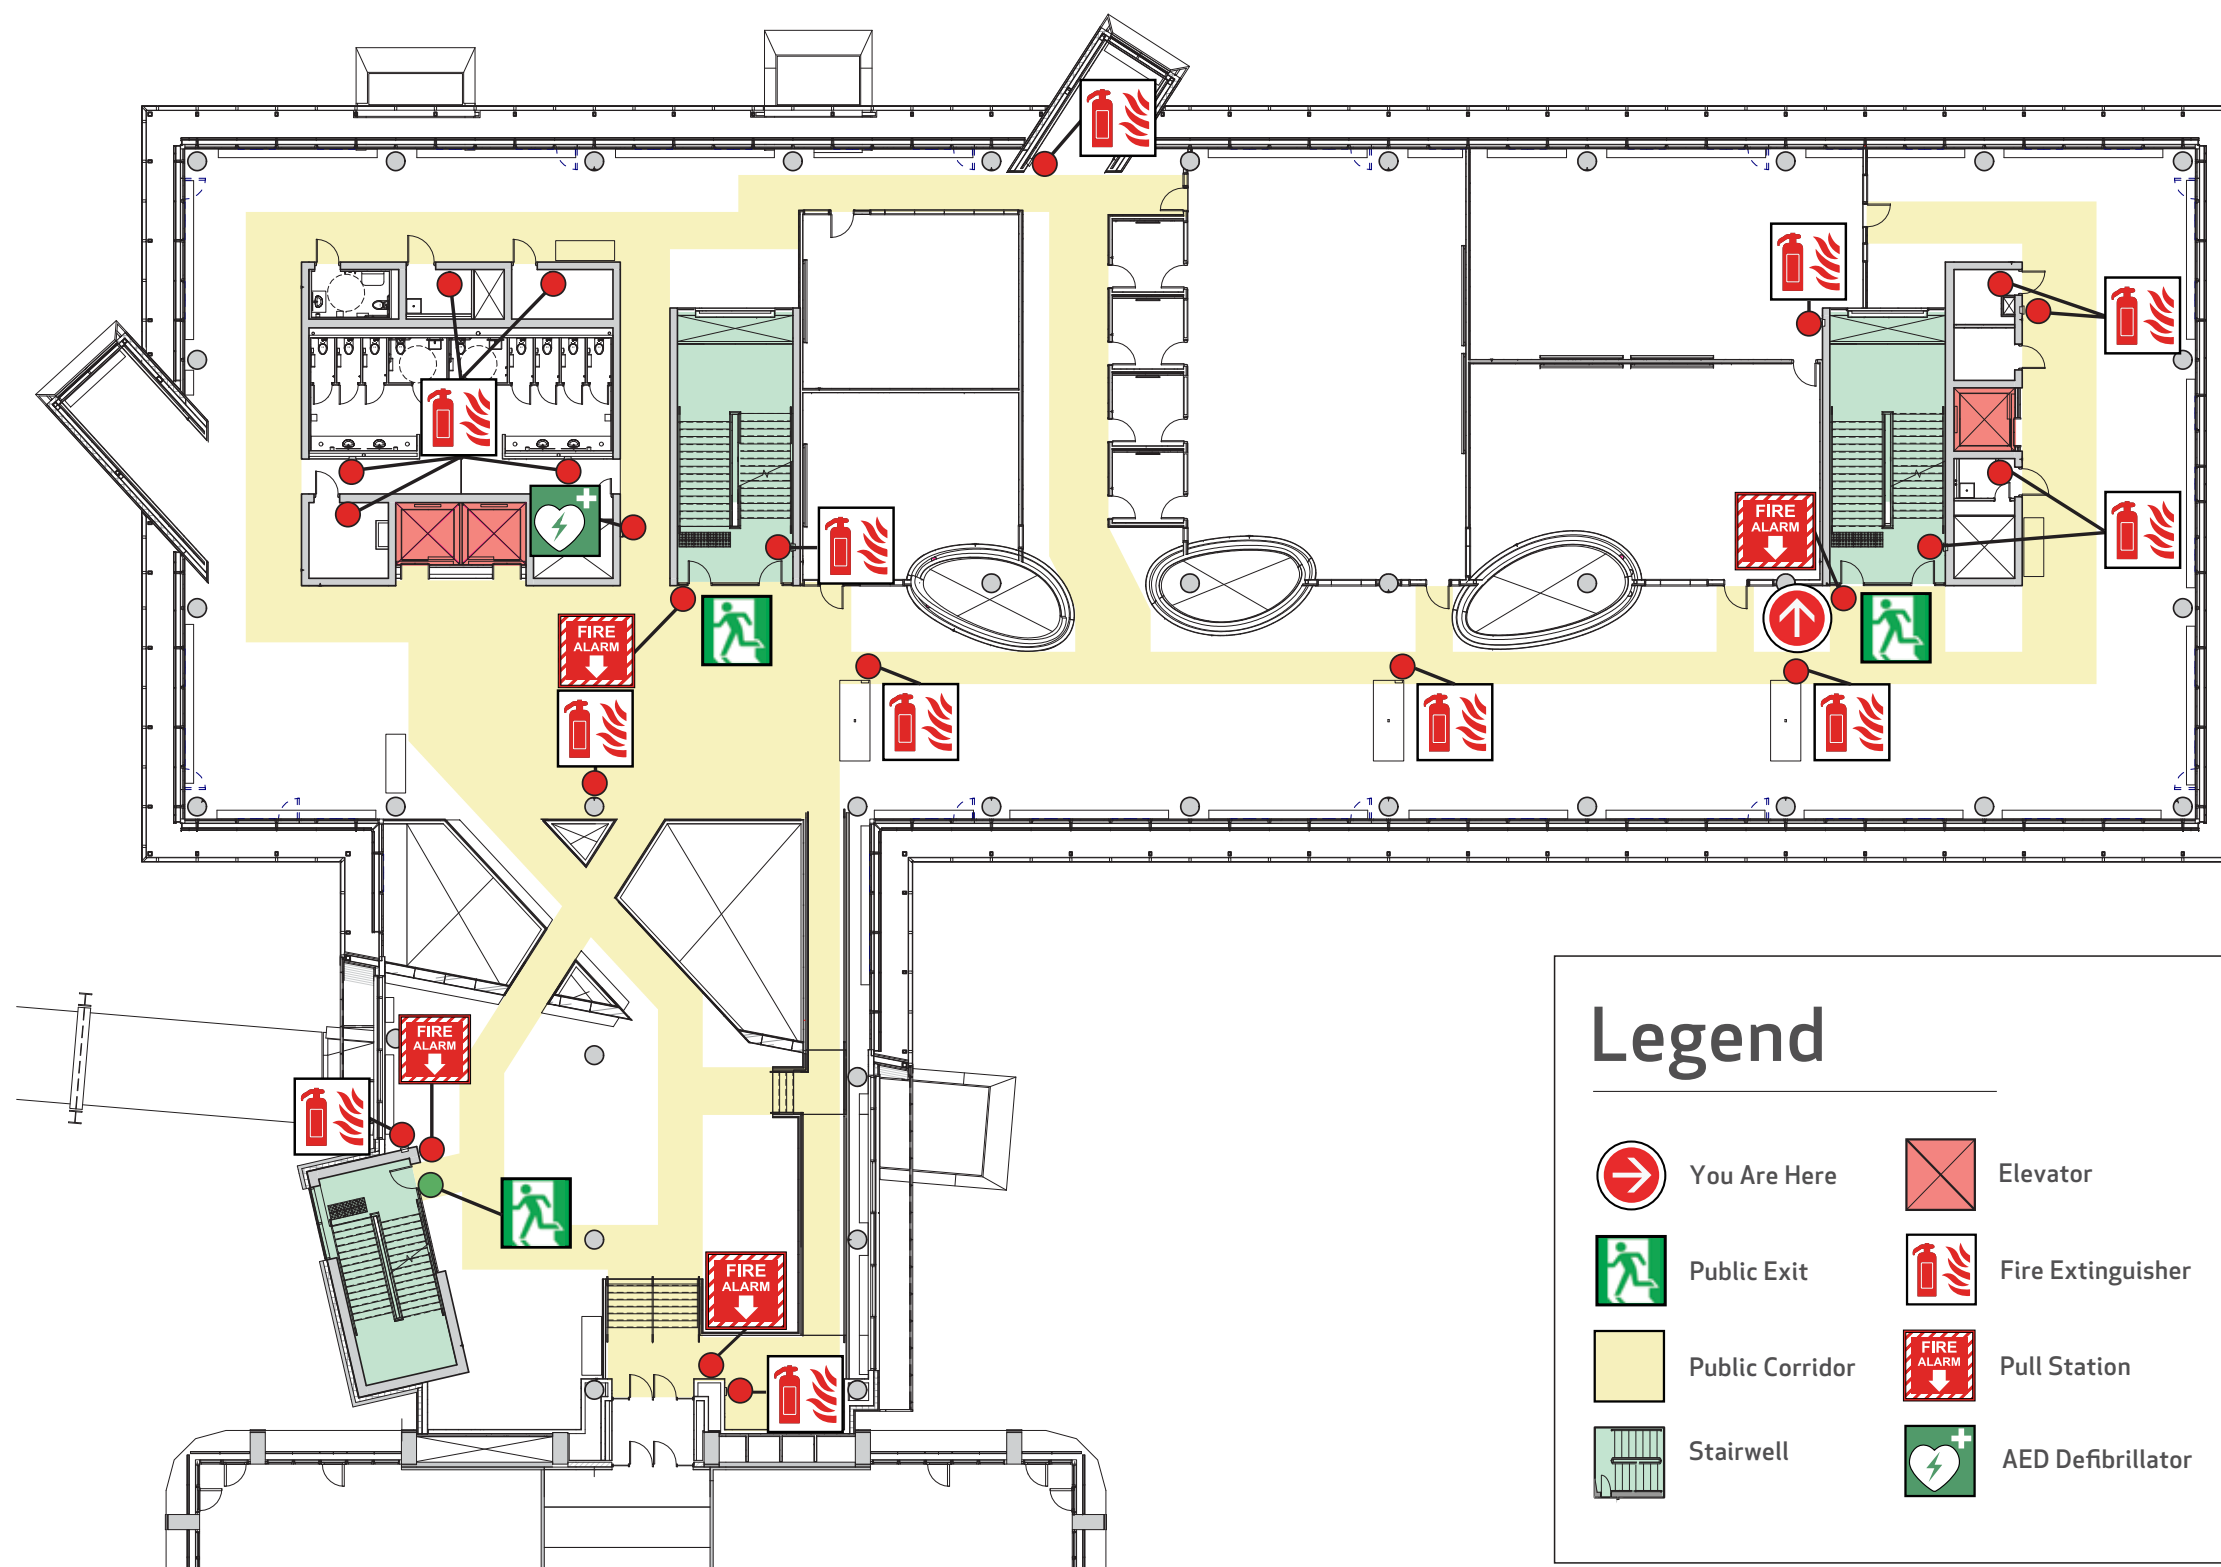 FIRE
ALARM
FIRE
ALARM
FIRE
ALARM
FIRE
ALARM
Legend
You Are Here
Elevator
Public Exit
Fire Extinguisher
Public Corridor
FIRE
ALARM
Pull Station
Stairwell
AED Defibrillator